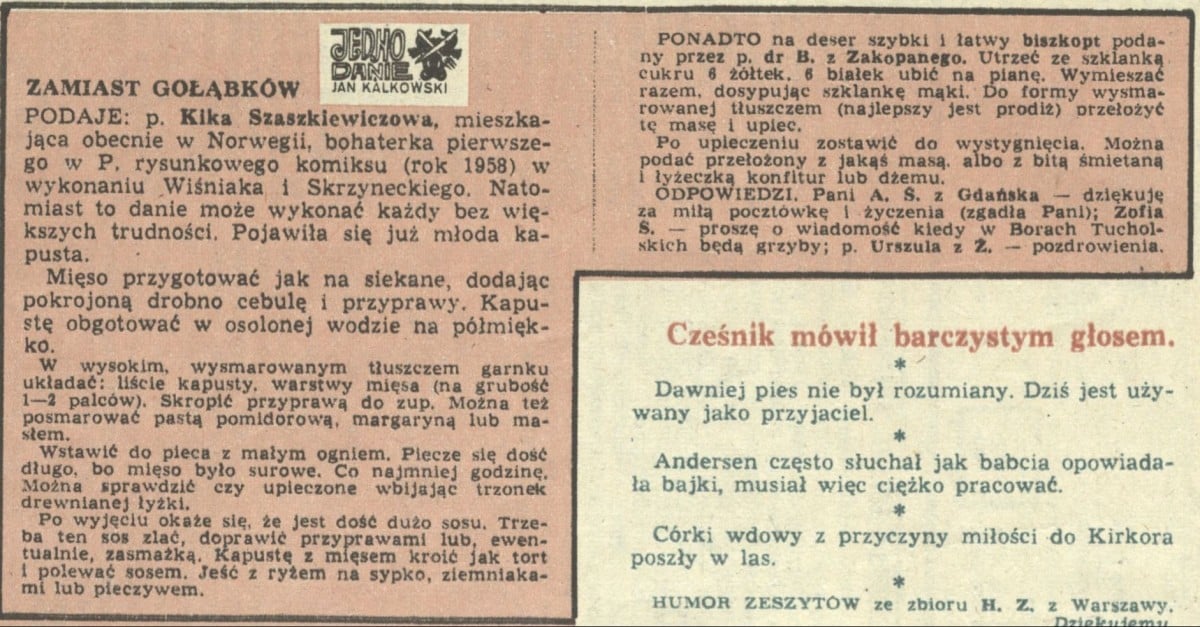 JEDNO
DANIE
JAN KALKOWSKI
ZAMIAST GOŁĄBKÓW
PODAJE: p. Kika Szaszkiewiczowa, mieszka-
jąca obecnie w Norwegii, bohaterka pierwsze-
go w P. rysunkowego komiksu (rok 1958) w
wykonaniu Wiśniaka i Skrzyneckiego. Nato-
miast to danie może wykonać każdy bez wię-
kszych trudności. Pojawiła się już młoda ka-
pusta.
Mięso przygotować jak na siekane, dodając
pokrojoną drobno cebulę i przyprawy. Kapu-
stę obgotować w osolonej wodzie na półmięk-
ko.
W wysokim, wysmarowanym tłuszczem garnku
układać: liście kapusty, warstwy mięsa (na grubość
1—2 palców). Skropić przyprawą do zup. Można też
posmarować pastą pomidorową, margaryną lub ma-
słem.
Wstawić do pieca z małym ogniem. Piecze się dość
długo, bo mięso było surowe. Co najmniej godzinę.
Można sprawdzić czy upieczone wbijając trzonek
drewnianej łyżki.
Po wyjęciu okaże się, że jest dość dużo sosu. Trze-
ba ten sos zlać, doprawić przyprawami lub, ewen-
tualnie, zasmażką. Kapustę z mięsem kroić jak tort
i polewać sosem. Jeść z ryżem na sypko, ziemniaka-
mi lub pieczywem.
PONADTO na deser szybki i łatwy biszkopt poda-
ny przez p. dr B. z Zakopanego. Utrzeć ze szklanką
cukru 6 żółtek. 6 białek ubić na pianę. Wymieszać
razem, dosypując szklankę mąki. Do formy wysma-
rowanej tłuszczem (najlepszy jest prodiż) przełożyć
tę masę i upiec.
Po upieczeniu zostawić do wystygnięcia. Można
podać przełożony z jakąś masą, albo z bitą śmietaną
i łyżeczką konfitur lub dżemu.
ODPOWIEDZI. Pani A. Ś. z Gdańska — dziękuję
za miłą pocztówkę i życzenia (zgadła Pani); Zofia
S. — proszę o wiadomość kiedy w Borach Tuchol-
skich będą grzyby; p. Urszula z Ż. — pozdrowienia.
Cześnik mówił barczystym głosem.
*
Dawniej pies nie był rozumiany. Dziś jest uży-
wany jako przyjaciel.
*
Andersen często słuchał jak babcia opowiada-
ła bajki, musiał więc ciężko pracować.
*
Córki wdowy z przyczyny miłości do Kirkora
poszły w las.
*
HUMOR ZESZYTÓW ze zbioru H. Z. z Warszawy.
Dziękujemy.